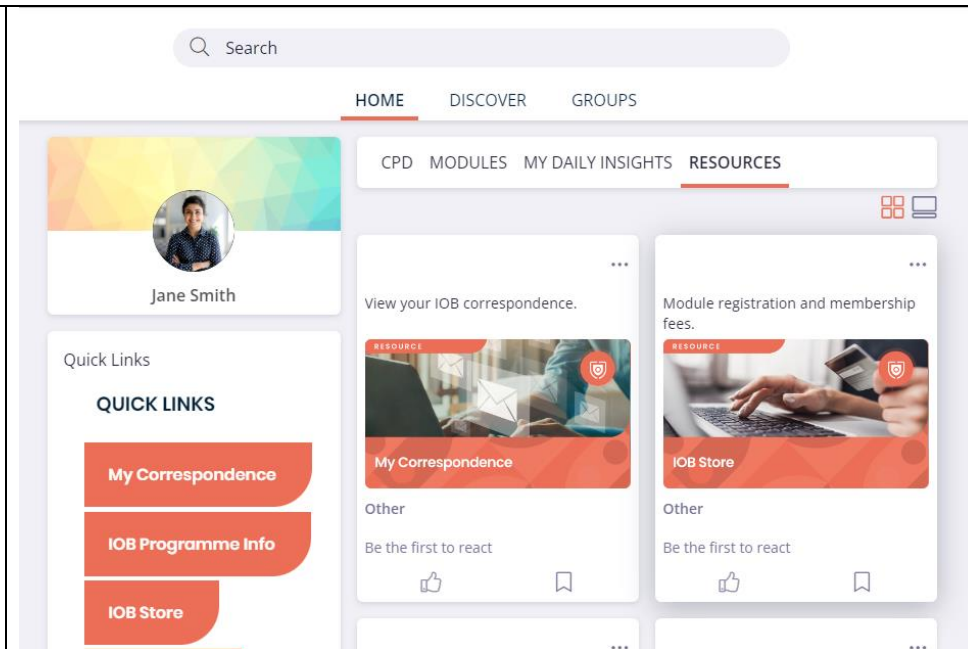 Search
HOME DISCOVER GROUPS
CPD MODULES MY DAILY INSIGHTS RESOURCES
Jane Smith
Quick Links
QUICK LINKS
My Correspondence
IOB Programme Info
IOB Store
...
View your IOB correspondence.
RESOURCE
My Correspondence
Other
Be the first to react
...
Module registration and membership
fees.
RESOURCE
IOB Store
Other
Be the first to react
...
...